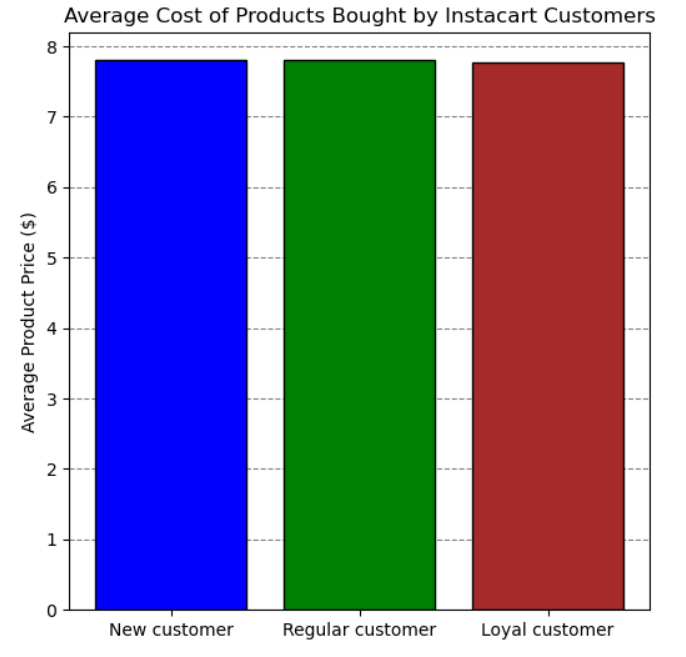 Average Cost of Products Bought by Instacart Customers
8
7
6
5
4
3
2
1
0
Average Product Price ($)
New customer
Regular customer
Loyal customer